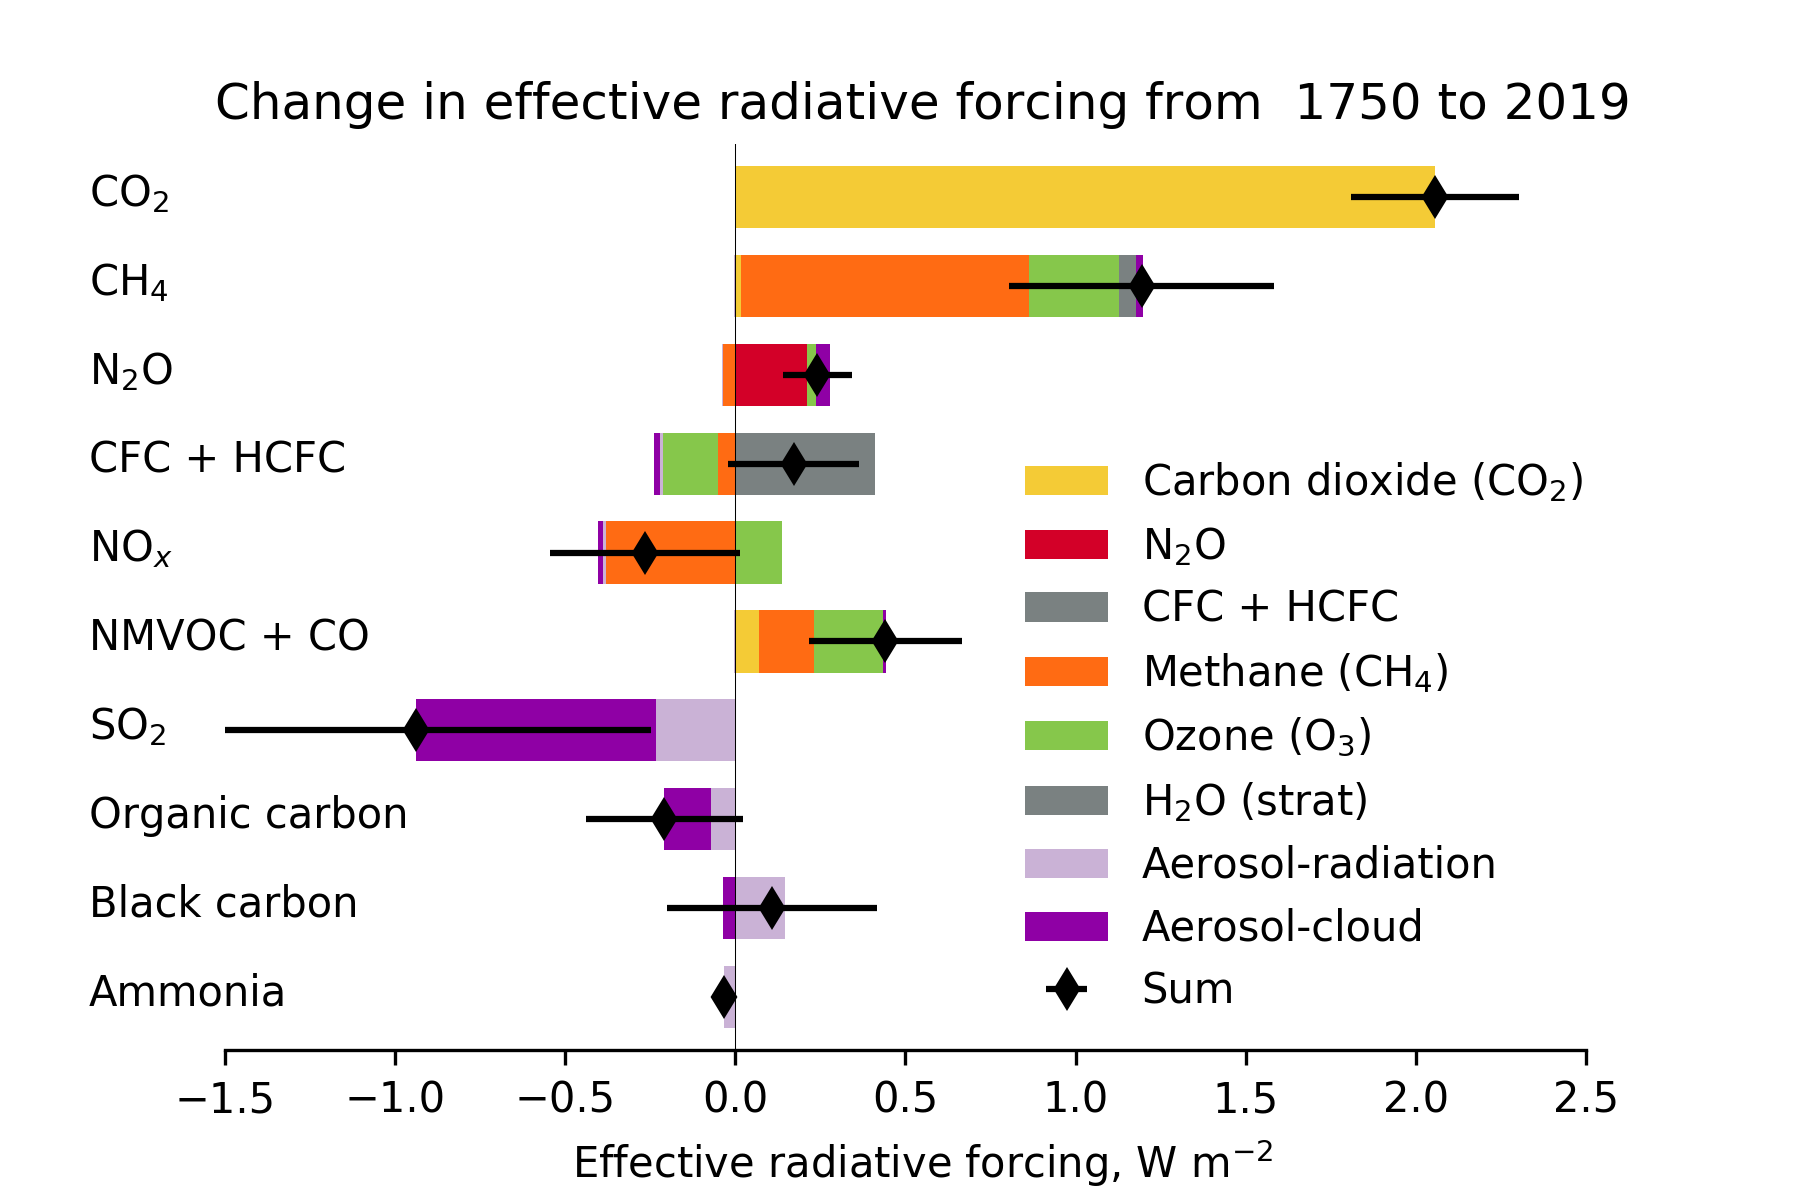 Change in effective radiative forcing from  1750 to 2019
CO₂
CH₄
N₂O
CFC + HCFC
NOₓ
NMVOC + CO
SO₂
Organic carbon
Black carbon
Ammonia
Carbon dioxide (CO₂)
N₂O
CFC + HCFC
Methane (CH₄)
Ozone (O₃)
H₂O (strat)
Aerosol-radiation
Aerosol-cloud
Sum
−1.5 −1.0 −0.5 0.0 0.5 1.0 1.5 2.0 2.5
Effective radiative forcing, W m⁻²